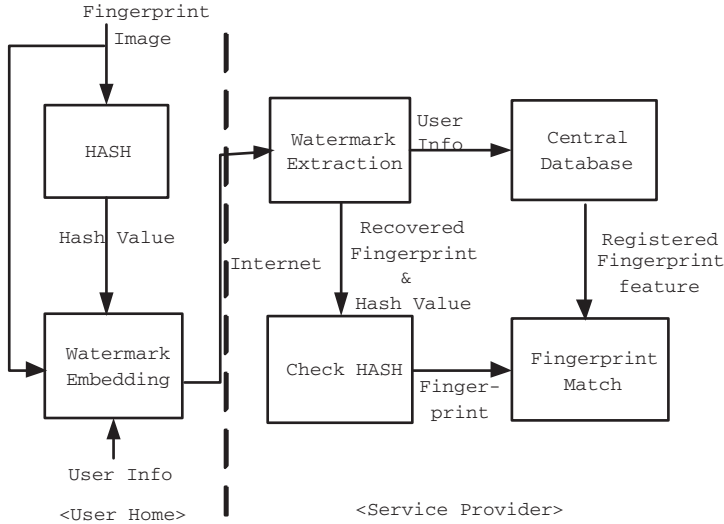 Fingerprint
Image
HASH
Hash Value
Watermark
Embedding
User Info
<User Home>
Internet
Watermark
Extraction
User
Info
Central
Database
Recovered
Fingerprint
&
Hash Value
Registered
Fingerprint
feature
Check HASH
Finger-
print
Fingerprint
Match
<Service Provider>